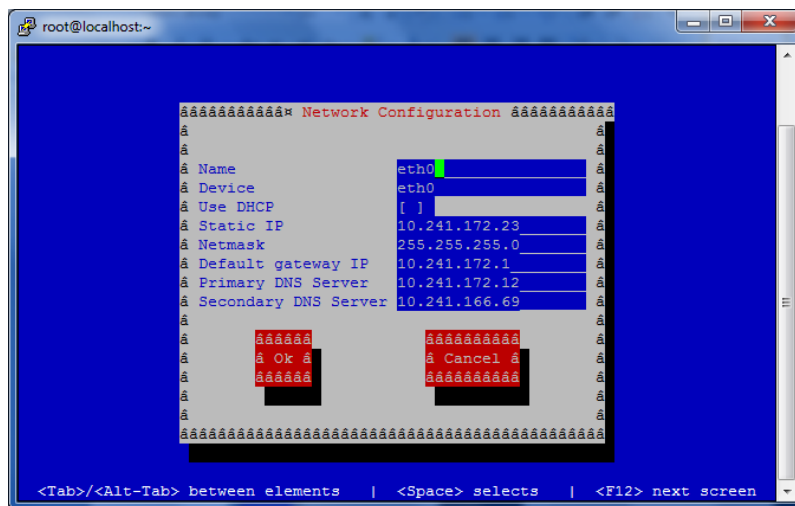 root@localhost:~
âââââââââââ¤ Network Configuration âââââââââââ
â â
â â
â Name eth0 â
â Device eth0 â
â Use DHCP [ ] â
â Static IP 10.241.172.23 â
â Netmask 255.255.255.0 â
â Default gateway IP 10.241.172.1 â
â Primary DNS Server 10.241.172.12 â
â Secondary DNS Server 10.241.166.69 â
â â
â ââââââ ââââââââââ â
â â Ok â â Cancel â â
â ââââââ ââââââââââ â
â â
â â
âââââââââââââââââââââââââââââââââââââââââââââ
<Tab>/<Alt-Tab> between elements | <Space> selects | <F12> next screen